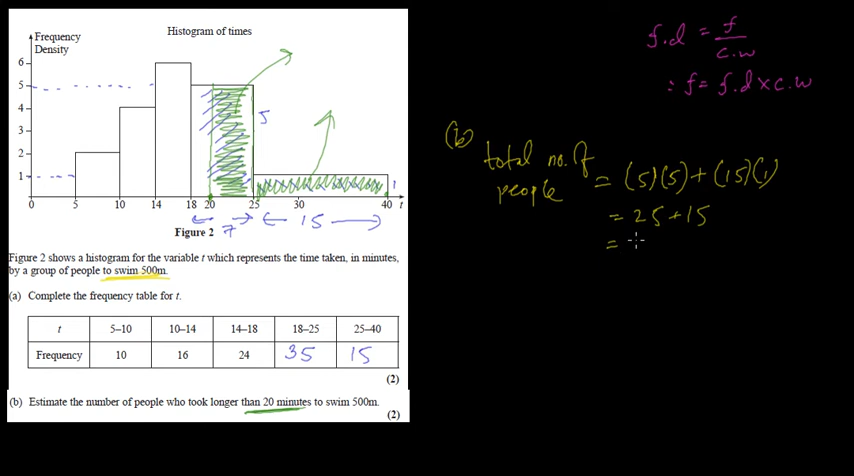 Histogram of times
Frequency
Density
6
5
4
3
2
1
5
1
0 5 10 14 18 20 25 40 t
7 15
Figure 2
Figure 2 shows a histogram for the variable t which represents the time taken, in minutes,
by a group of people to swim 500m.
(a) Complete the frequency table for t.
t 5–10 10–14 14–18 18–25 25–40
Frequency 10 16 24 35 15
(2)
(b) Estimate the number of people who took longer than 20 minutes to swim 500m.
(2)
f.d = f/c.w
∴ f = f.d × c.w
(b) total no. of
people = (5)(5) + (15)(1)
= 25 + 15
=